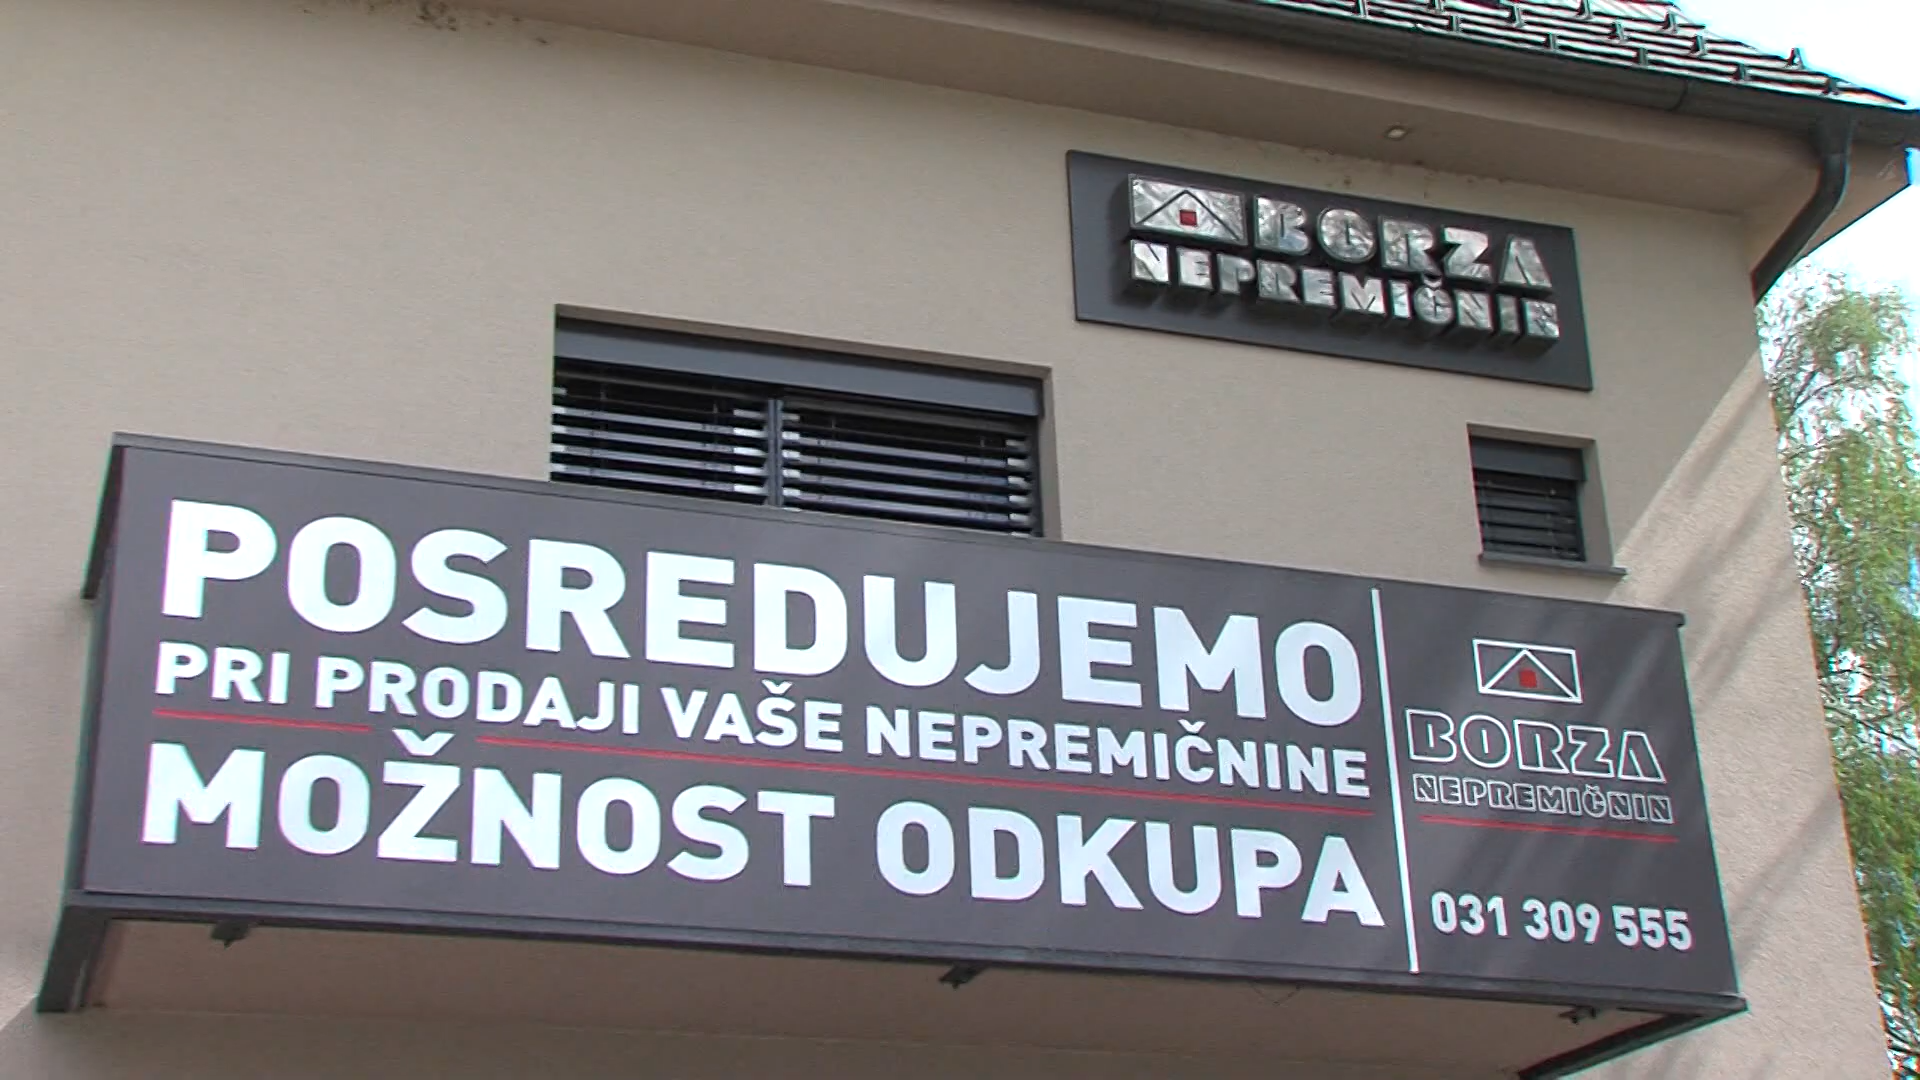 BORZA
NEPREMIČNIN
POSREDUJEMO
PRI PRODAJI VAŠE NEPREMIČNINE
MOŽNOST ODKUPA
BORZA
NEPREMIČNIN
031 309 555